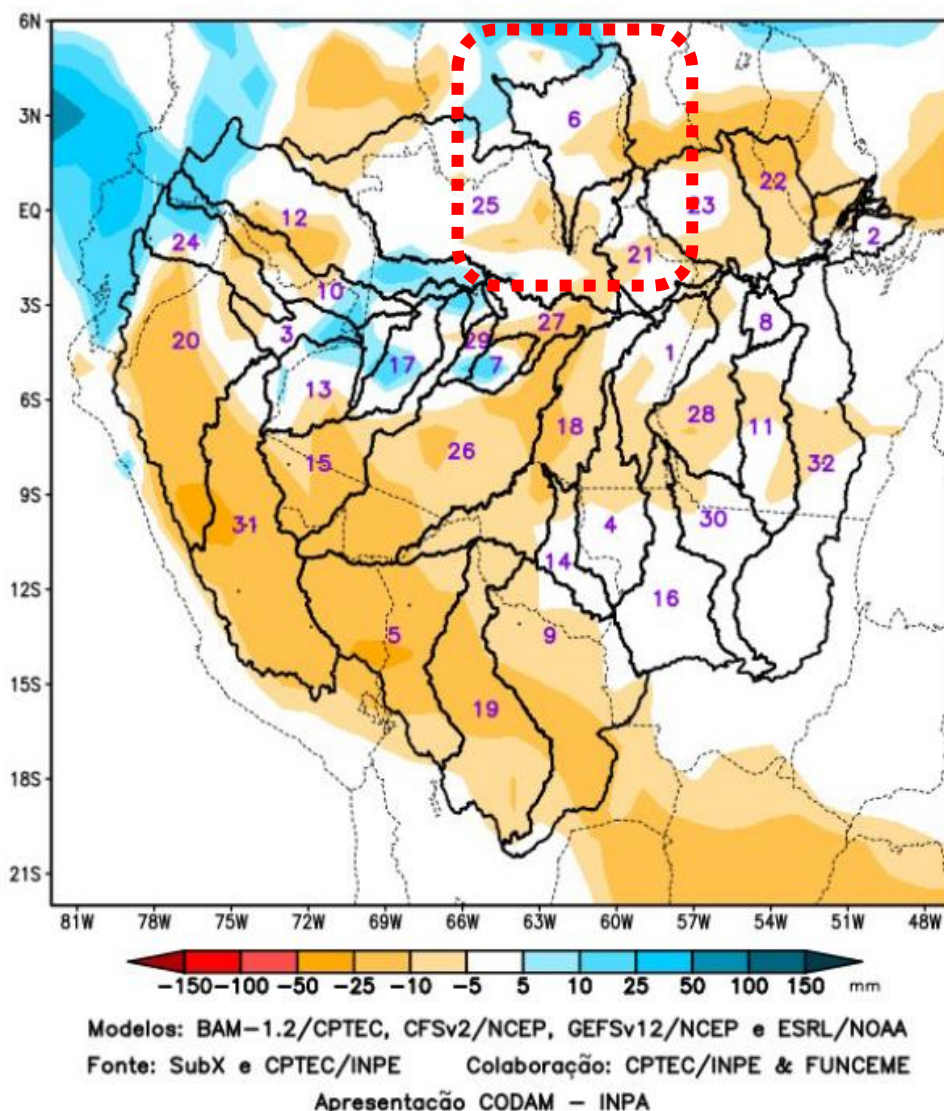 6N
3N
EQ
3S
6S
9S
12S
15S
18S
21S
6
12
25
23
22
2
24
21
10
3
27
8
20
29
1
17
7
13
18
28
11
15
26
32
31
4
30
14
16
5
9
19
81W 78W 75W 72W 69W 66W 63W 60W 57W 54W 51W 48W
-150 -100 -50 -25 -10 -5 5 10 25 50 100 150 mm
Modelos: BAM-1.2/CPTEC, CFSv2/NCEP, GEFSv12/NCEP e ESRL/NOAA
Fonte: SubX e CPTEC/INPE Colaboração: CPTEC/INPE & FUNCEME
Apresentação CODAM - INPA